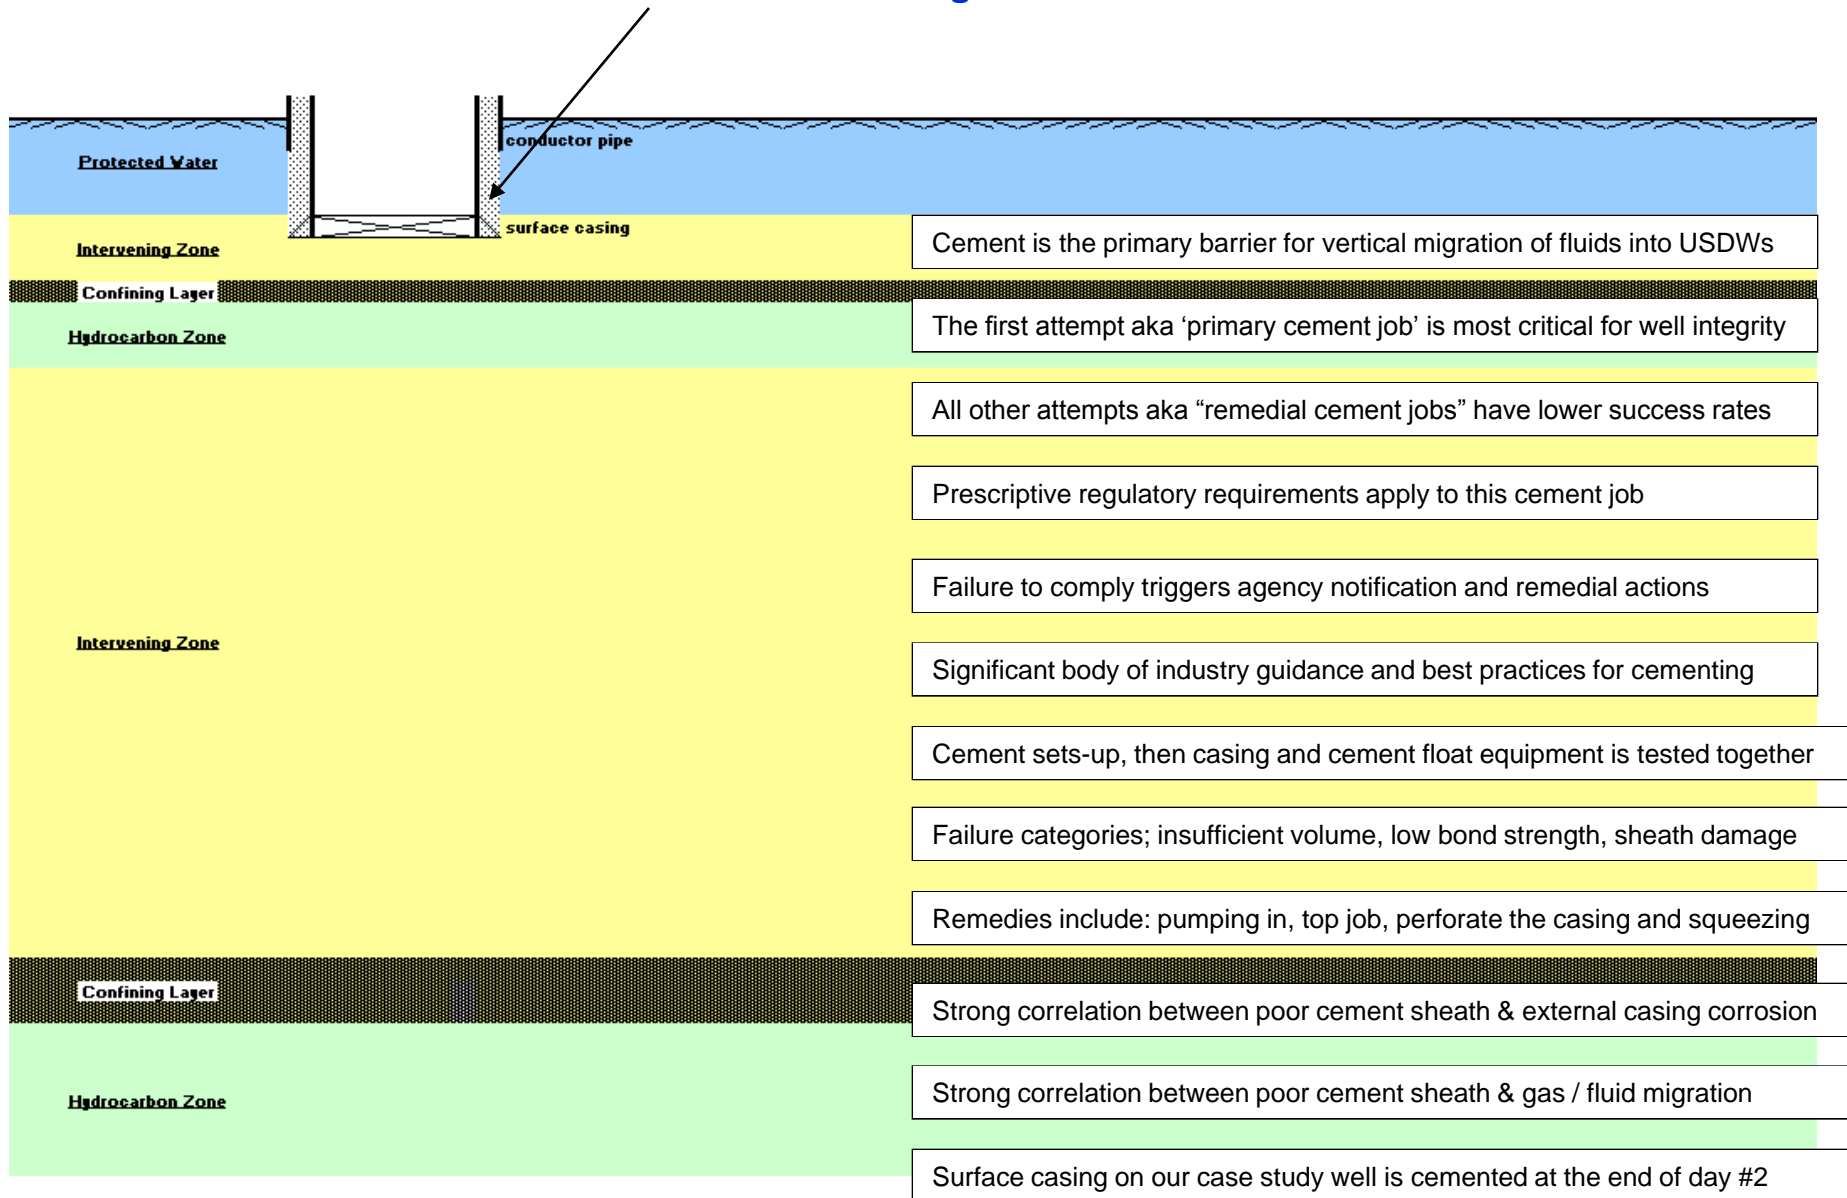 conductor pipe
Protected Water
surface casing
Intervening Zone
Cement is the primary barrier for vertical migration of fluids into USDWs
Confining Layer
The first attempt aka ‘primary cement job’ is most critical for well integrity
Hydrocarbon Zone
All other attempts aka “remedial cement jobs” have lower success rates
Prescriptive regulatory requirements apply to this cement job
Failure to comply triggers agency notification and remedial actions
Intervening Zone
Significant body of industry guidance and best practices for cementing
Cement sets-up, then casing and cement float equipment is tested together
Failure categories; insufficient volume, low bond strength, sheath damage
Remedies include: pumping in, top job, perforate the casing and squeezing
Confining Layer
Strong correlation between poor cement sheath & external casing corrosion
Hydrocarbon Zone
Strong correlation between poor cement sheath & gas / fluid migration
Surface casing on our case study well is cemented at the end of day #2